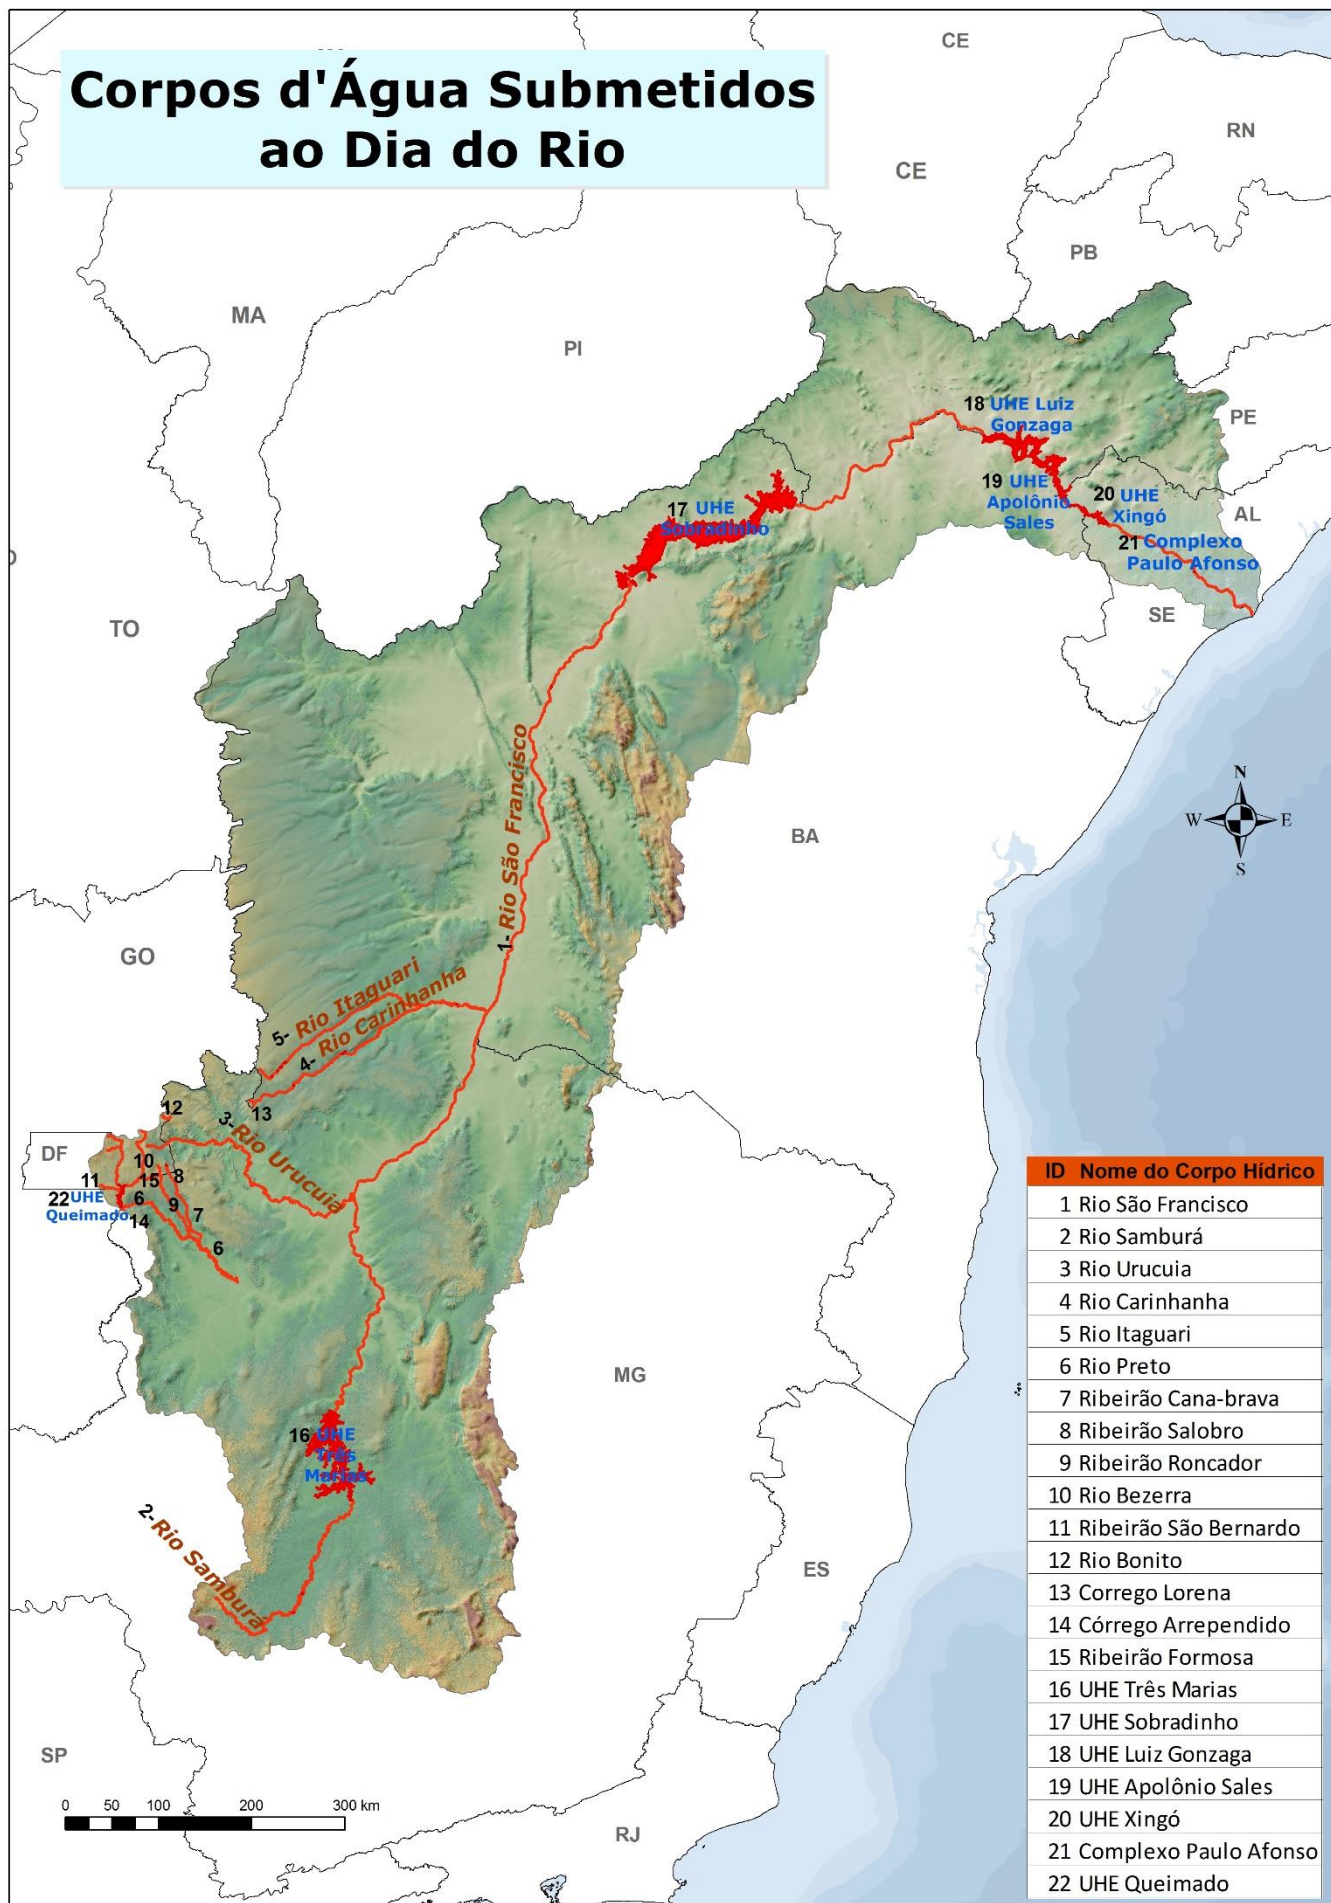 Corpos d'Água Submetidos
ao Dia do Rio
CE
RN
CE
PB
MA
PI
18 UHE Luiz
Gonzaga
PE
19 UHE
Apolônio
Sales
20 UHE
Xingó
17 UHE
Sobradinho
AL
21 Complexo
Paulo Afonso
TO
SE
1- Rio São Francisco
N
W
E
S
BA
GO
5- Rio Itaguari
4- Rio Carinhanha
12
13
3- Rio Urucuia
DF
10
11
15
8
22 UHE
Queimado
6
9
14
7
6
MG
16 UHE
Três
Marias
2- Rio Samburá
ES
SP
RJ
0 50 100 200 300 km
ID Nome do Corpo Hídrico
1 Rio São Francisco
2 Rio Samburá
3 Rio Urucuia
4 Rio Carinhanha
5 Rio Itaguari
6 Rio Preto
7 Ribeirão Cana-brava
8 Ribeirão Salobro
9 Ribeirão Roncador
10 Rio Bezerra
11 Ribeirão São Bernardo
12 Rio Bonito
13 Corrego Lorena
14 Córrego Arrependido
15 Ribeirão Formosa
16 UHE Três Marias
17 UHE Sobradinho
18 UHE Luiz Gonzaga
19 UHE Apolônio Sales
20 UHE Xingó
21 Complexo Paulo Afonso
22 UHE Queimado